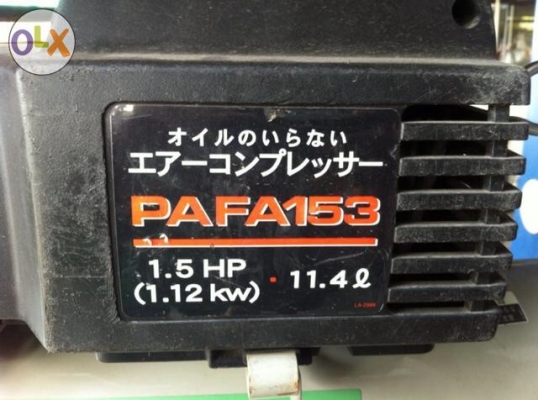 OLX
オイルのいらない
エアーコンプレッサー
PAFA153
1.5 HP
(1.12 kw) · 11.4ℓ